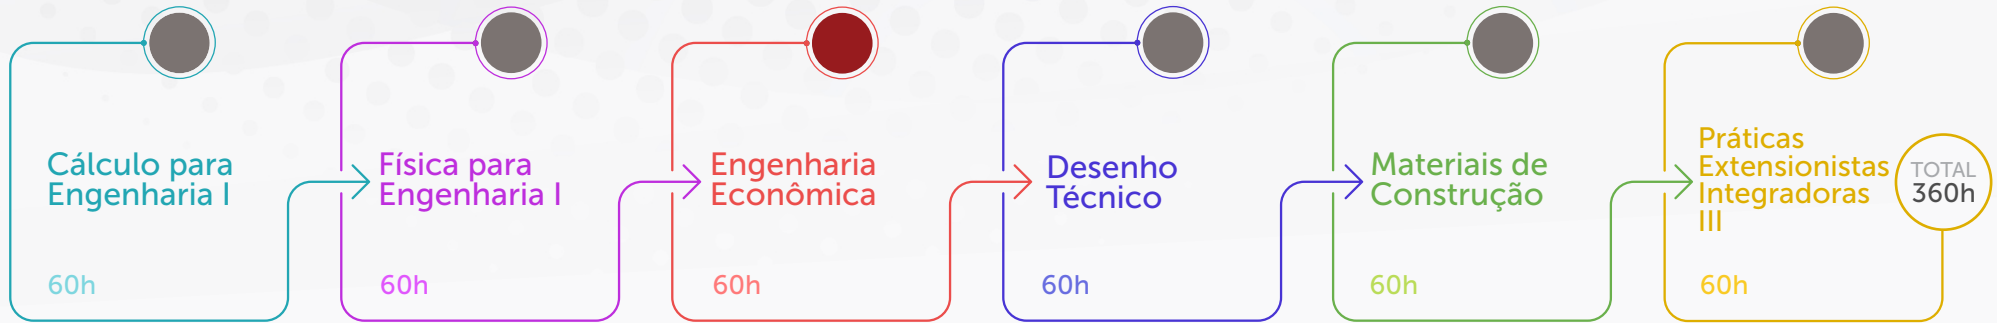 Cálculo para
Engenharia I
60h
Física para
Engenharia I
60h
Engenharia
Econômica
60h
Desenho
Técnico
60h
Materiais de
Construção
60h
Práticas
Extensionistas
Integradoras
III
60h
TOTAL
360h